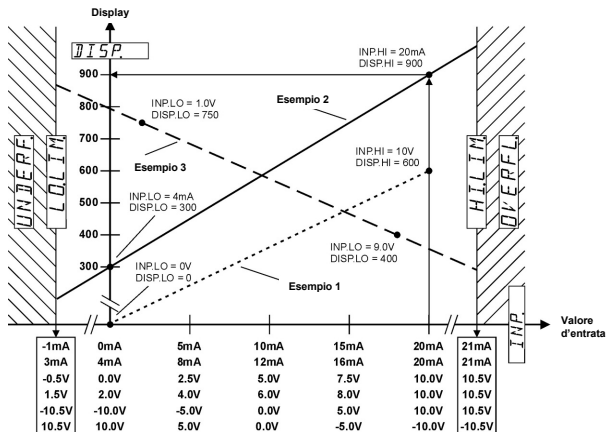 Display
DISP.
INP.HI = 20mA
DISP.HI = 900
900
800
700
600
500
400
300
INP.LO = 1.0V
DISP.LO = 750
Esempio 2
Esempio 3
INP.HI = 10V
DISP.HI = 600
INP.LO = 4mA
DISP.LO = 300
INP.LO = 9.0V
DISP.LO = 400
INP.LO = 0V
DISP.LO = 0
Esempio 1
UNDERF.
LO.LIM.
HI.LIM.
OVERFL.
INP.
Valore
d'entrata
-1mA 0mA 5mA 10mA 15mA 20mA 21mA
3mA 4mA 8mA 12mA 16mA 20mA 21mA
-0.5V 0.0V 2.5V 5.0V 7.5V 10.0V 10.5V
1.5V 2.0V 4.0V 6.0V 8.0V 10.0V 10.5V
-10.5V -10.0V -5.0V 0.0V 5.0V 10.0V 10.5V
10.5V 10.0V 5.0V 0.0V -5.0V -10.0V -10.5V